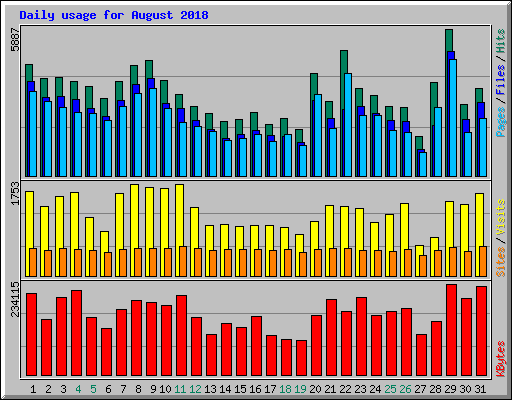 Daily usage for August 2018
5887
Pages / Files / Hits
1753
Sites / Visits
234115
KBytes
1 2 3 4 5 6 7 8 9 10 11 12 13 14 15 16 17 18 19 20 21 22 23 24 25 26 27 28 29 30 31